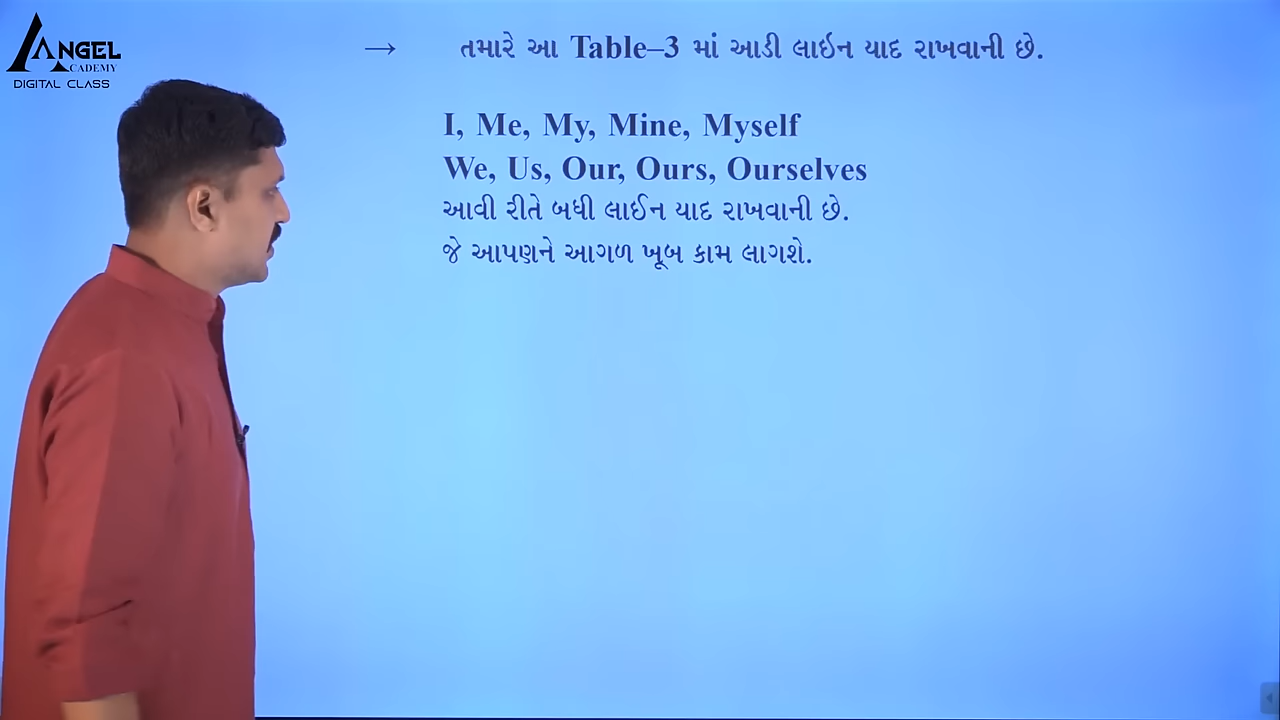 ANGEL
ACADEMY
DIGITAL CLASS
→ તમારે આ Table–3 માં આડી લાઇન યાદ રાખવાની છે.
I, Me, My, Mine, Myself
We, Us, Our, Ours, Ourselves
આવી રીતે બધી લાઈન યાદ રાખવાની છે.
જે આપણને આગળ ખૂબ કામ લાગશે.